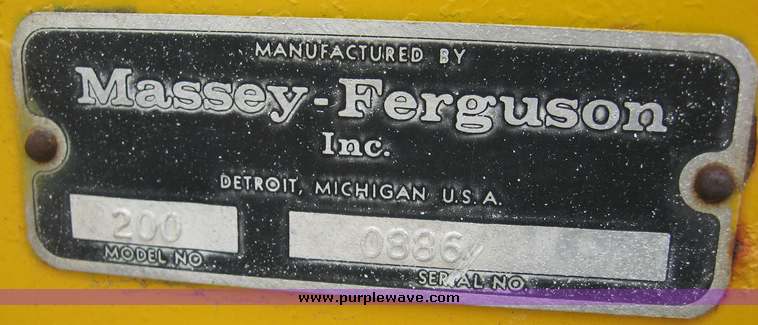 MANUFACTURED BY
Massey-Ferguson
Inc.
DETROIT, MICHIGAN U.S.A.
200
MODEL NO.
0886/
SERIAL NO
www.purplewave.com